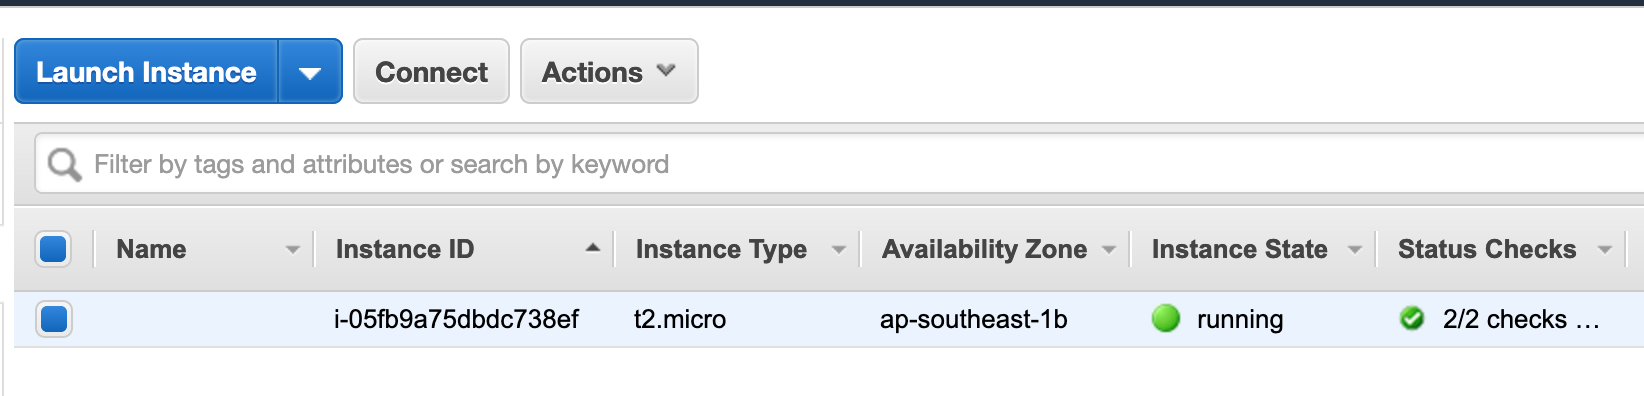 Launch Instance Connect Actions
Filter by tags and attributes or search by keyword
Name Instance ID Instance Type Availability Zone Instance State Status Checks
i-05fb9a75dbdc738ef t2.micro ap-southeast-1b running 2/2 checks ...